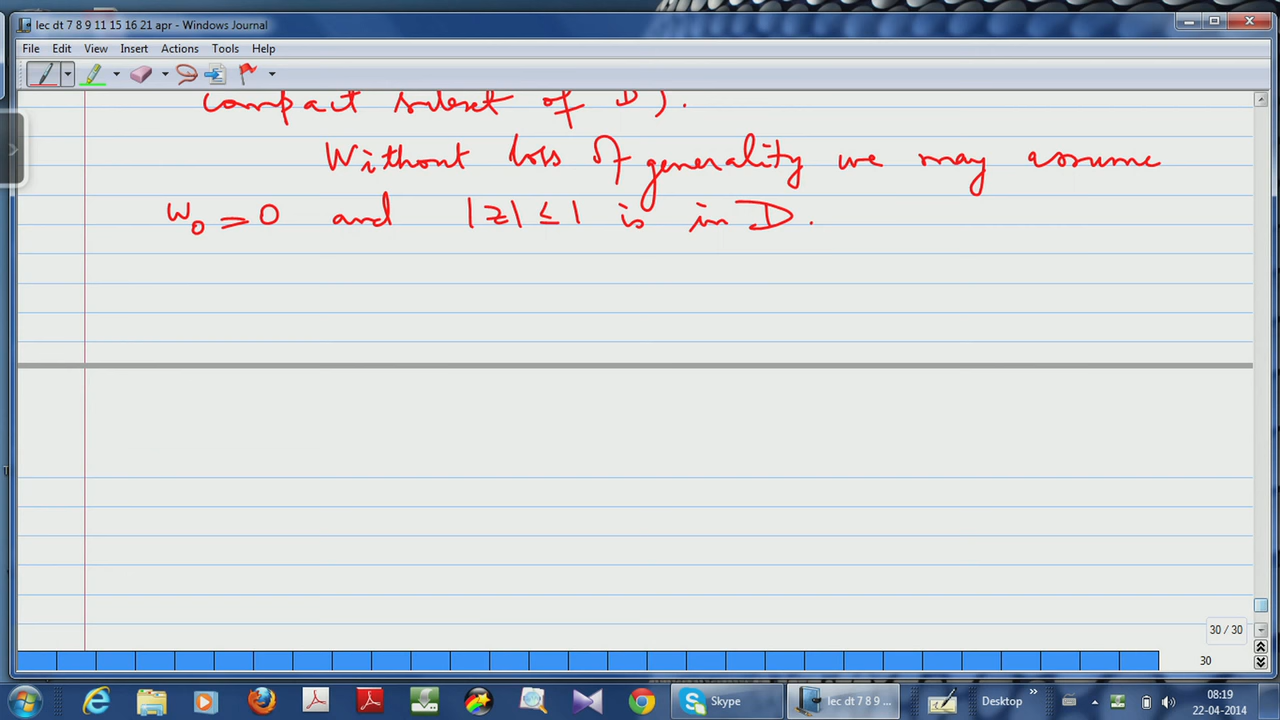 lec dt 7 8 9 11 15 16 21 apr - Windows Journal
File Edit View Insert Actions Tools Help
compact subset of D).
Without loss of generality we may assume
w₀ = 0 and |z| ≤ 1 is in D.
30 / 30
30
Skype
lec dt 7 8 9 ...
Desktop
08:19
22-04-2014